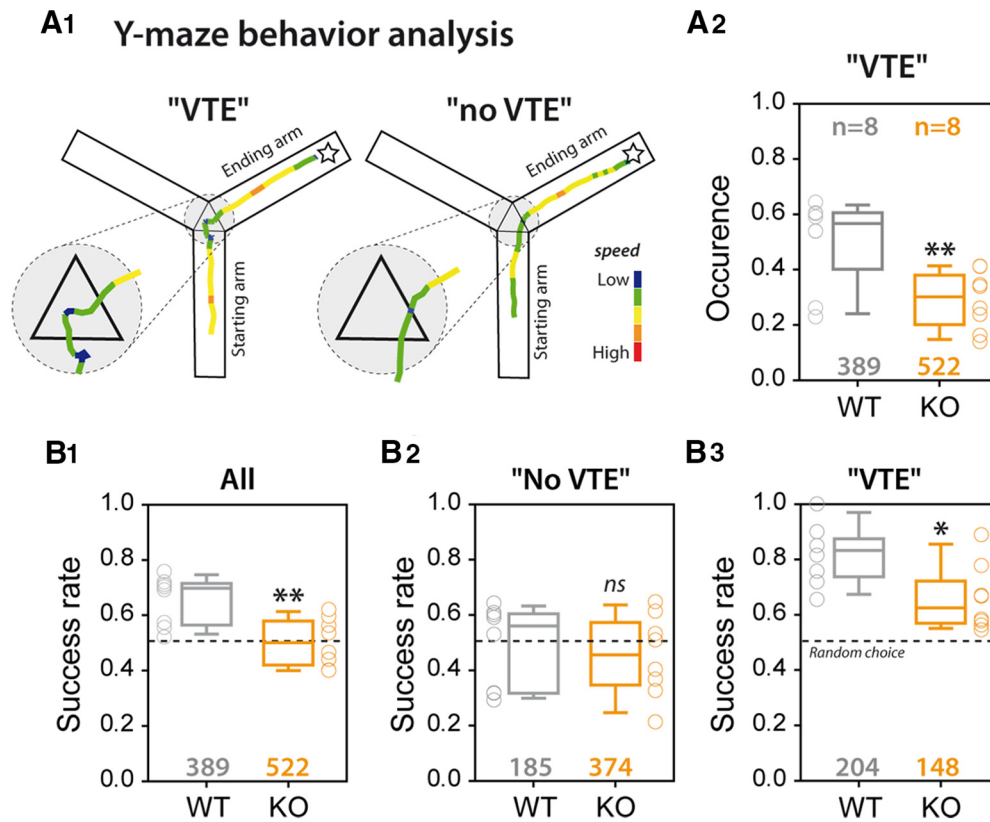 A1
Y-maze behavior analysis
"VTE"
"no VTE"
Ending arm
Starting arm
Ending arm
Starting arm
speed
Low
High
A2
"VTE"
n=8
n=8
Occurence
1.0
0.8
0.6
0.4
0.2
0.0
**
389
522
WT
KO
B1
All
Success rate
1.0
0.8
0.6
0.4
0.2
0.0
**
389
522
WT
KO
B2
"No VTE"
Success rate
1.0
0.8
0.6
0.4
0.2
0.0
ns
185
374
WT
KO
B3
"VTE"
Success rate
1.0
0.8
0.6
0.4
0.2
0.0
*
Random choice
204
148
WT
KO